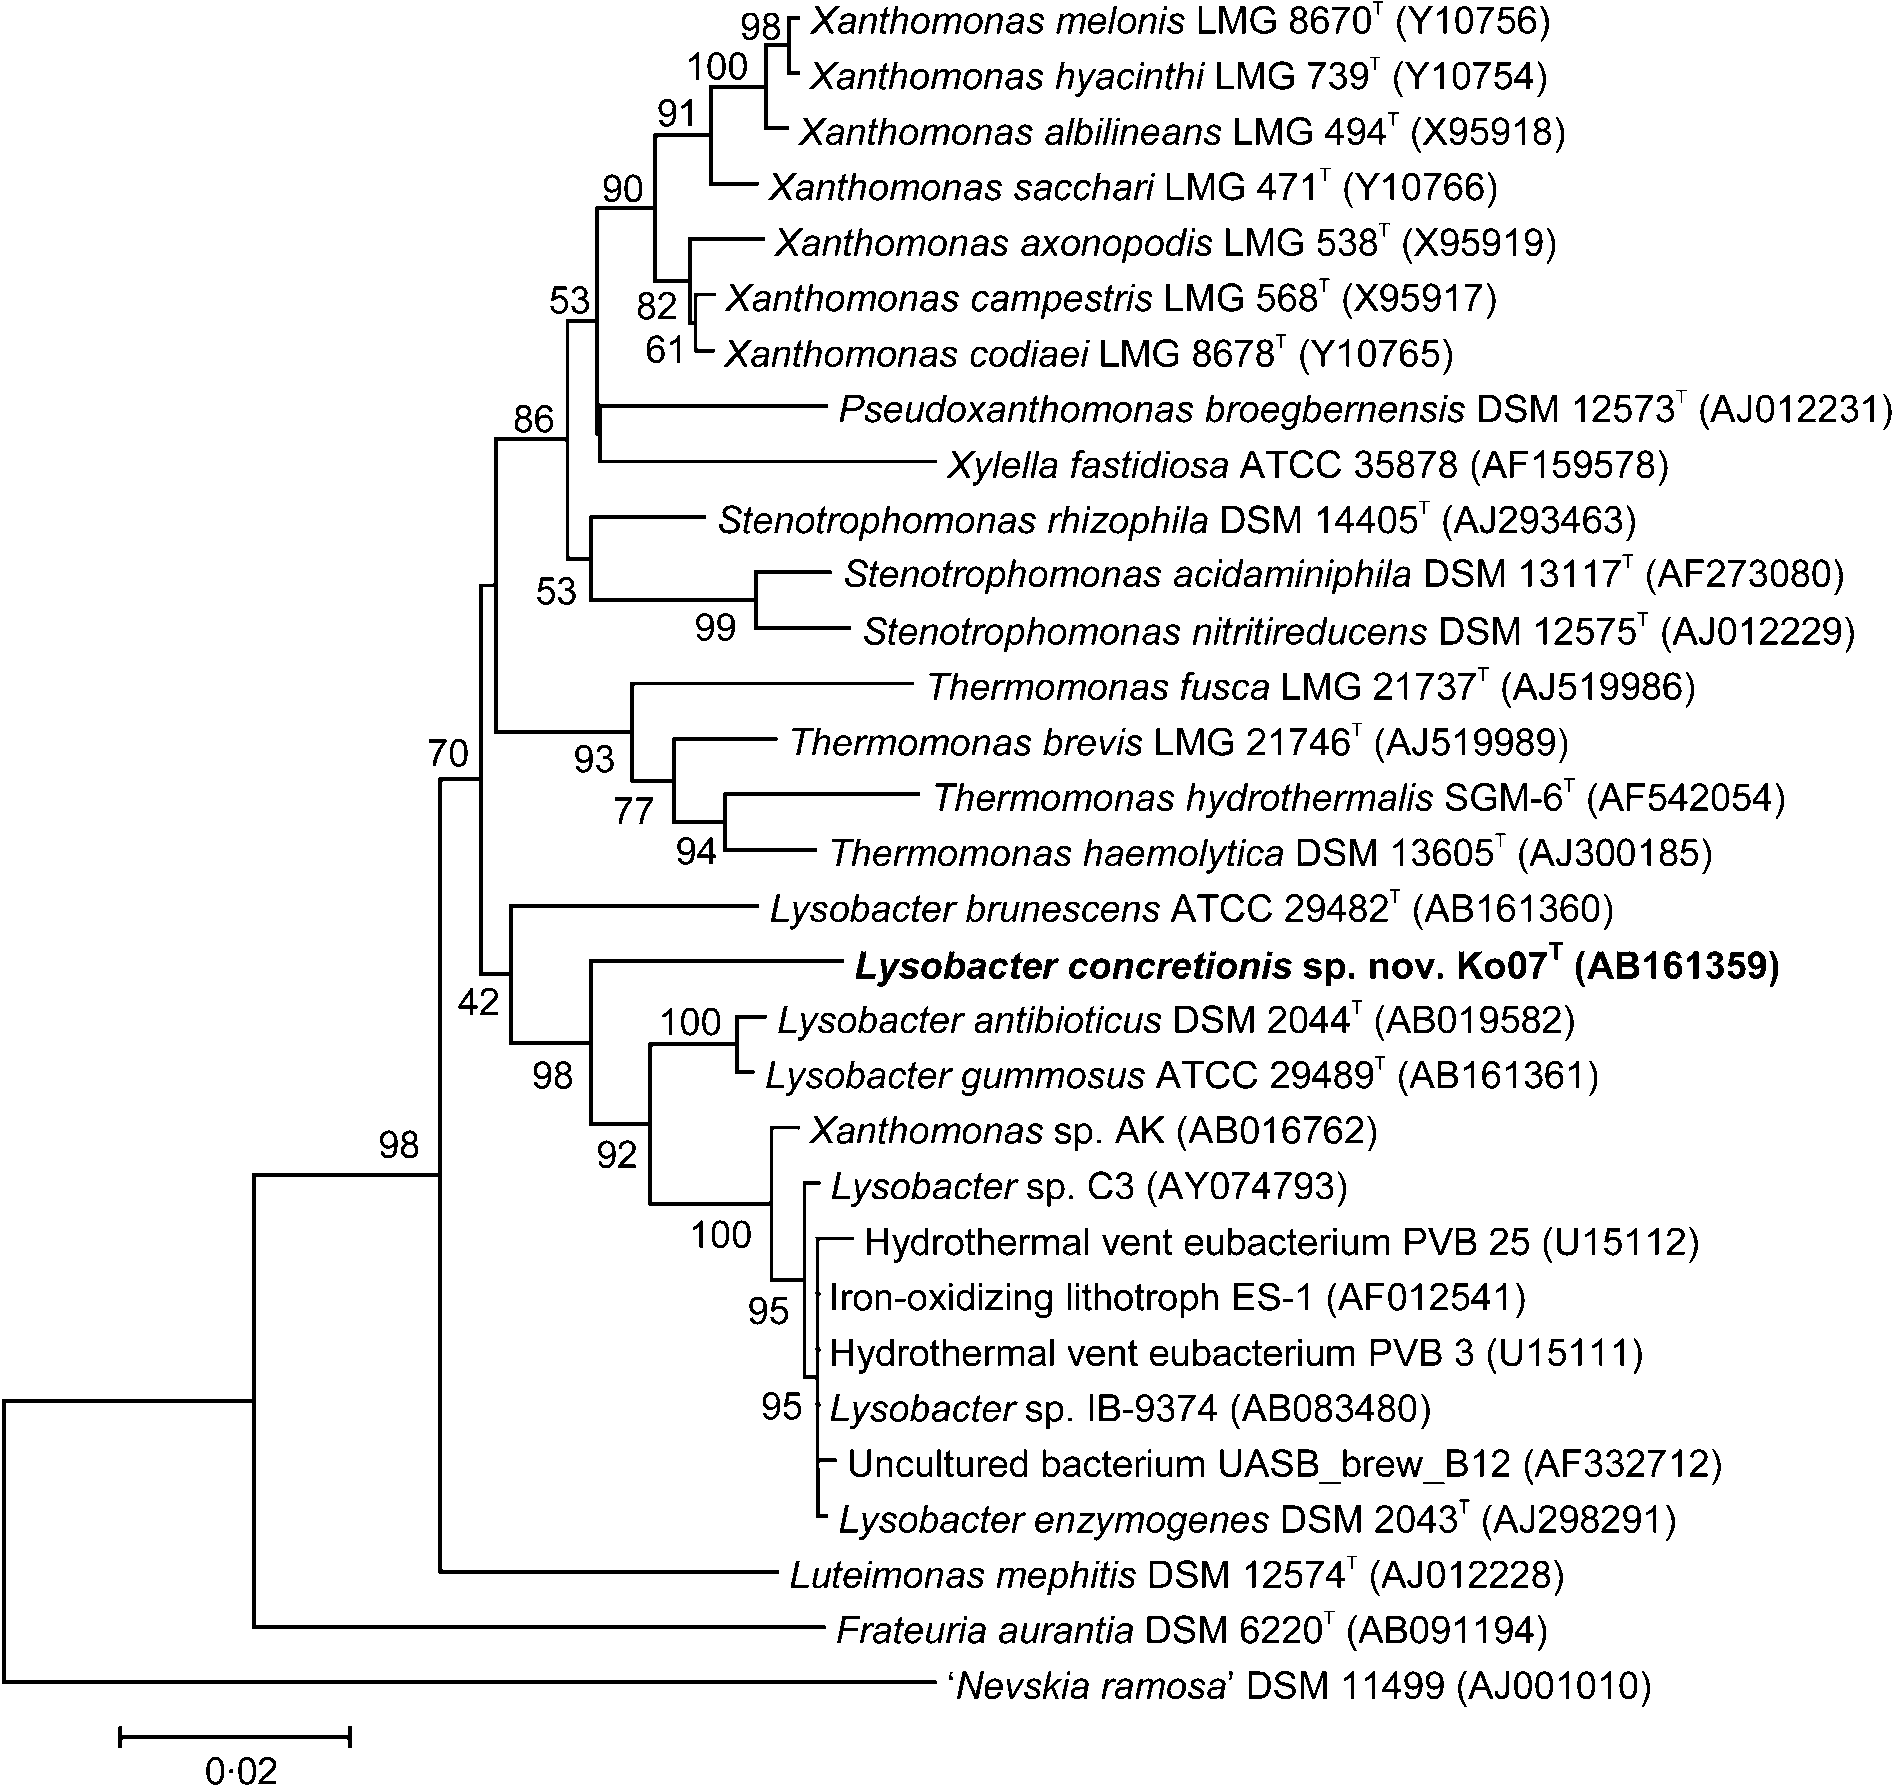 98
Xanthomonas melonis LMG 8670T (Y10756)
100
Xanthomonas hyacinthi LMG 739T (Y10754)
91
Xanthomonas albilineans LMG 494T (X95918)
90
Xanthomonas sacchari LMG 471T (Y10766)
Xanthomonas axonopodis LMG 538T (X95919)
53
82
Xanthomonas campestris LMG 568T (X95917)
61
Xanthomonas codiaei LMG 8678T (Y10765)
86
Pseudoxanthomonas broegbernensis DSM 12573T (AJ012231)
Xylella fastidiosa ATCC 35878 (AF159578)
Stenotrophomonas rhizophila DSM 14405T (AJ293463)
53
Stenotrophomonas acidaminiphila DSM 13117T (AF273080)
99
Stenotrophomonas nitritireducens DSM 12575T (AJ012229)
Thermomonas fusca LMG 21737T (AJ519986)
70
93
Thermomonas brevis LMG 21746T (AJ519989)
77
Thermomonas hydrothermalis SGM-6T (AF542054)
94
Thermomonas haemolytica DSM 13605T (AJ300185)
Lysobacter brunescens ATCC 29482T (AB161360)
Lysobacter concretionis sp. nov. Ko07T (AB161359)
42
100
Lysobacter antibioticus DSM 2044T (AB019582)
98
Lysobacter gummosus ATCC 29489T (AB161361)
98
92
Xanthomonas sp. AK (AB016762)
Lysobacter sp. C3 (AY074793)
100
Hydrothermal vent eubacterium PVB 25 (U15112)
95
Iron-oxidizing lithotroph ES-1 (AF012541)
Hydrothermal vent eubacterium PVB 3 (U15111)
95
Lysobacter sp. IB-9374 (AB083480)
Uncultured bacterium UASB_brew_B12 (AF332712)
Lysobacter enzymogenes DSM 2043T (AJ298291)
Luteimonas mephitis DSM 12574T (AJ012228)
Frateuria aurantia DSM 6220T (AB091194)
‘Nevskia ramosa’ DSM 11499 (AJ001010)
0·02